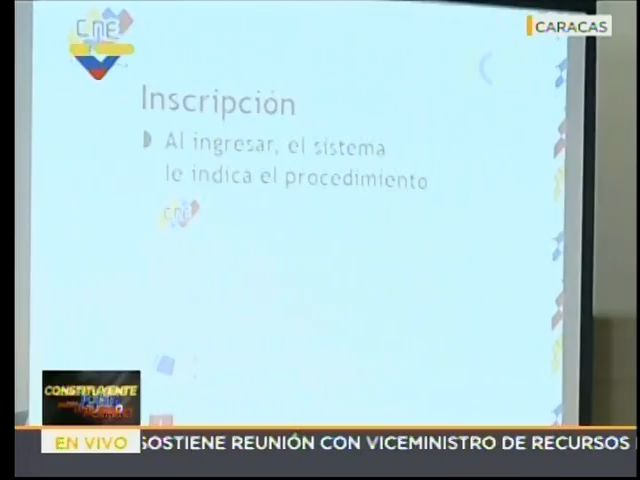 CNE
CARACAS
Inscripción
Al ingresar, el sistema
le indica el procedimiento
CNE
CONSTITUYENTE
EN VIVO
SOSTIENE REUNIÓN CON VICEMINISTRO DE RECURSOS